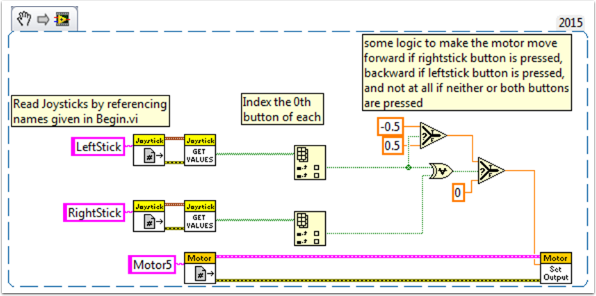 2015
some logic to make the motor move
forward if rightstick button is pressed,
backward if leftstick button is pressed,
and not at all if neither or both buttons
are pressed
Read Joysticks by referencing
names given in Begin.vi
Index the 0th
button of each
-0.5
0.5
LeftStick
Joystick
#
Joystick
GET
VALUES
0
RightStick
Joystick
#
Joystick
GET
VALUES
Motor5
Motor
#
Motor
Set
Output